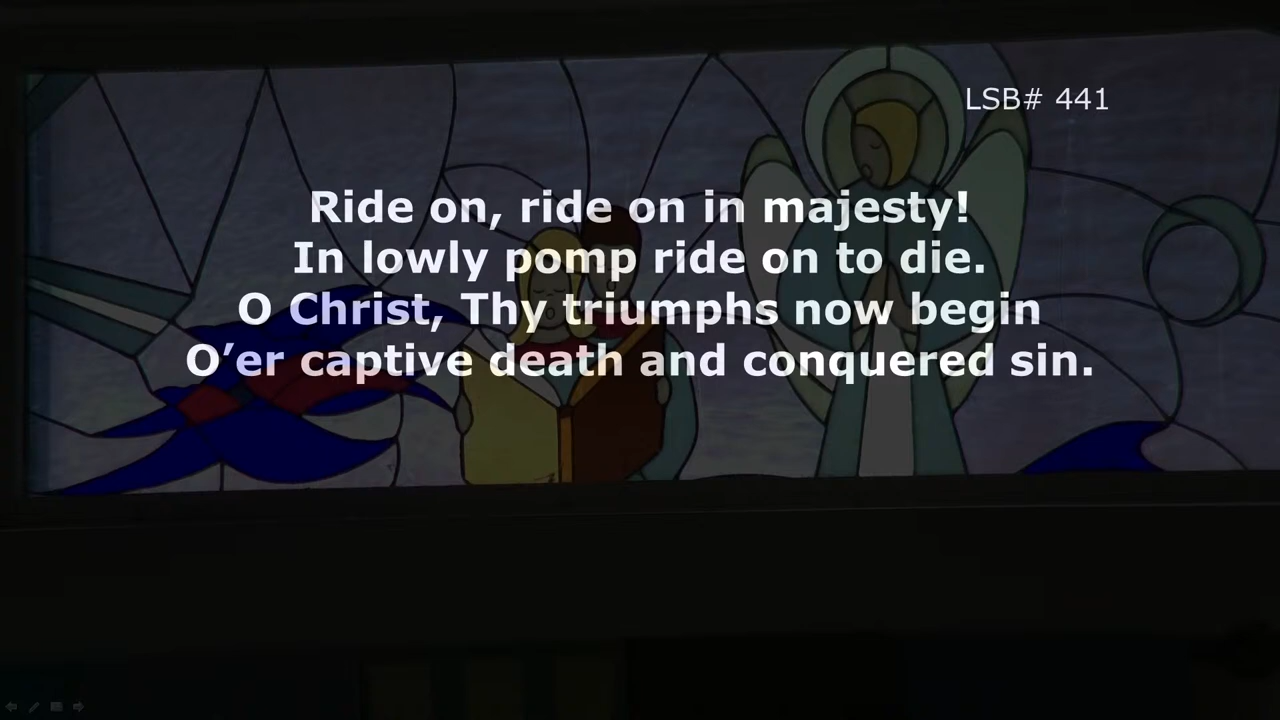 LSB# 441
Ride on, ride on in majesty!
In lowly pomp ride on to die.
O Christ, Thy triumphs now begin
O’er captive death and conquered sin.